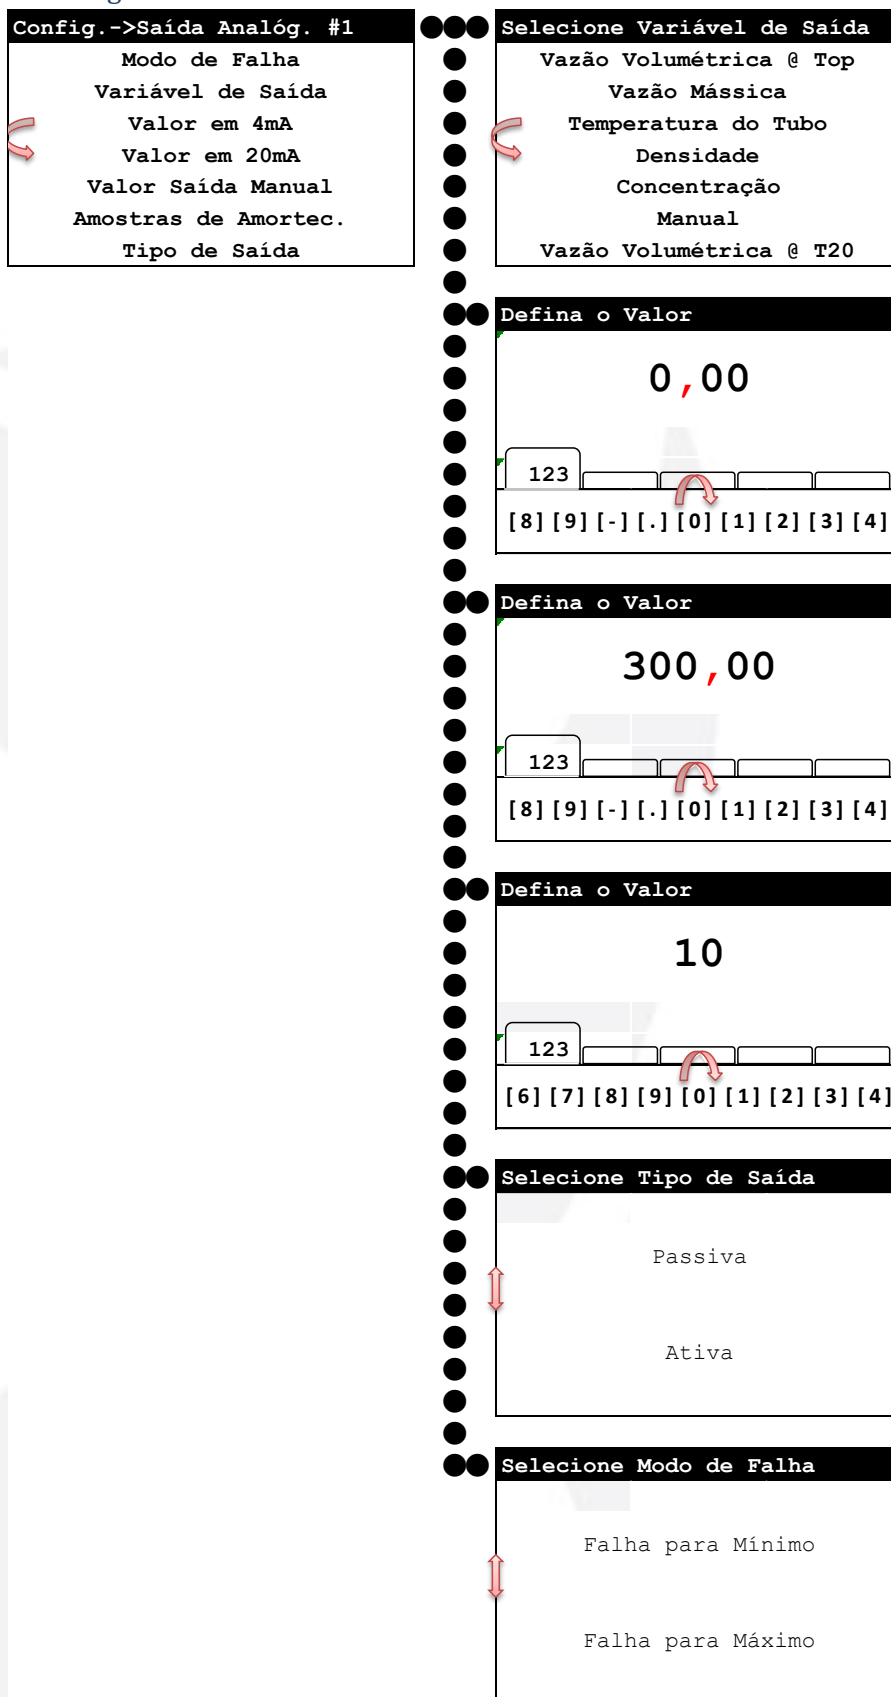 Config.->Saída Analóg. #1
Modo de Falha
Variável de Saída
Valor em 4mA
Valor em 20mA
Valor Saída Manual
Amostras de Amortec.
Tipo de Saída
Selecione Variável de Saída
Vazão Volumétrica @ Top
Vazão Mássica
Temperatura do Tubo
Densidade
Concentração
Manual
Vazão Volumétrica @ T20
Defina o Valor
0,00
123
[8][9][-][.][0][1][2][3][4]
Defina o Valor
300,00
123
[8][9][-][.][0][1][2][3][4]
Defina o Valor
10
123
[6][7][8][9][0][1][2][3][4]
Selecione Tipo de Saída
Passiva
Ativa
Selecione Modo de Falha
Falha para Mínimo
Falha para Máximo